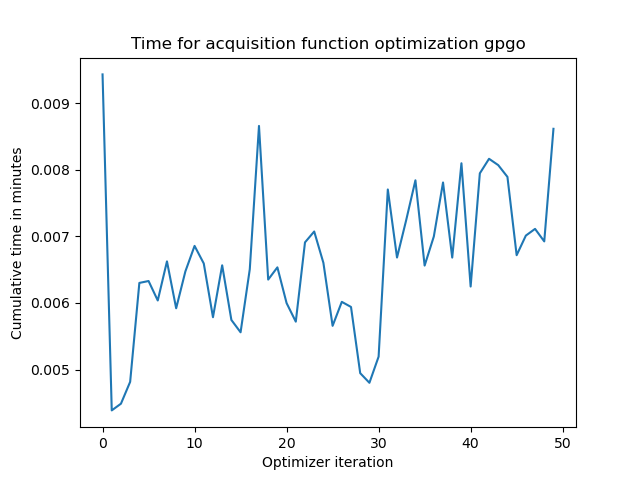 Time for acquisition function optimization gpgo
0.009
0.008
0.007
0.006
0.005
Cumulative time in minutes
0 10 20 30 40 50
Optimizer iteration